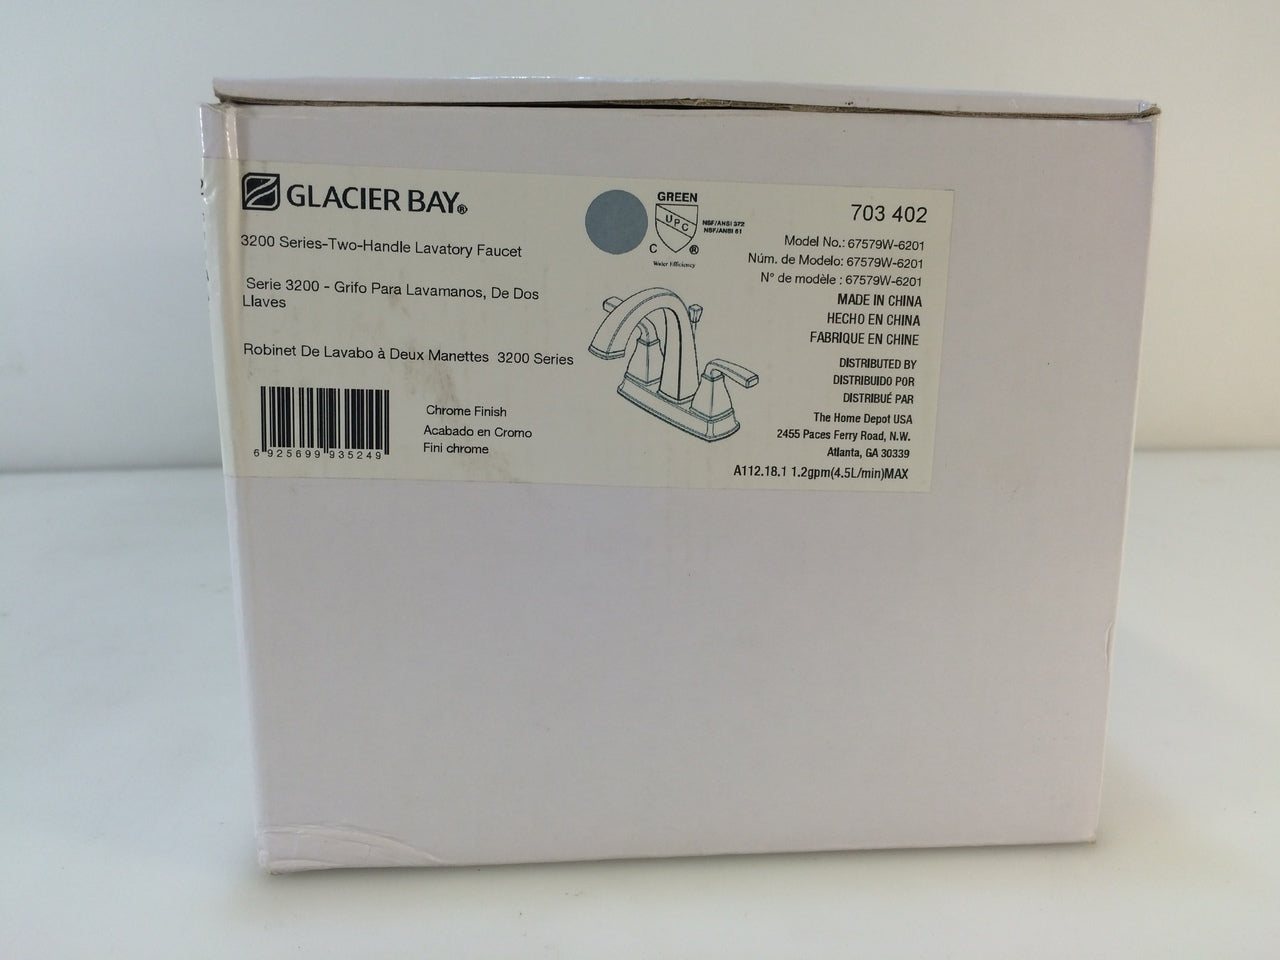 GLACIER BAY®
3200 Series-Two-Handle Lavatory Faucet
Serie 3200 - Grifo Para Lavamanos, De Dos
Llaves
Robinet De Lavabo à Deux Manettes 3200 Series
6 925699 935249
Chrome Finish
Acabado en Cromo
Fini chrome
GREEN
UPC
C ®
Water Efficiency
NSF/ANSI 372
NSF/ANSI 61
703 402
Model No.: 67579W-6201
Núm. de Modelo: 67579W-6201
N° de modèle : 67579W-6201
MADE IN CHINA
HECHO EN CHINA
FABRIQUE EN CHINE
DISTRIBUTED BY
DISTRIBUIDO POR
DISTRIBUÉ PAR
The Home Depot USA
2455 Paces Ferry Road, N.W.
Atlanta, GA 30339
A112.18.1 1.2gpm(4.5L/min)MAX